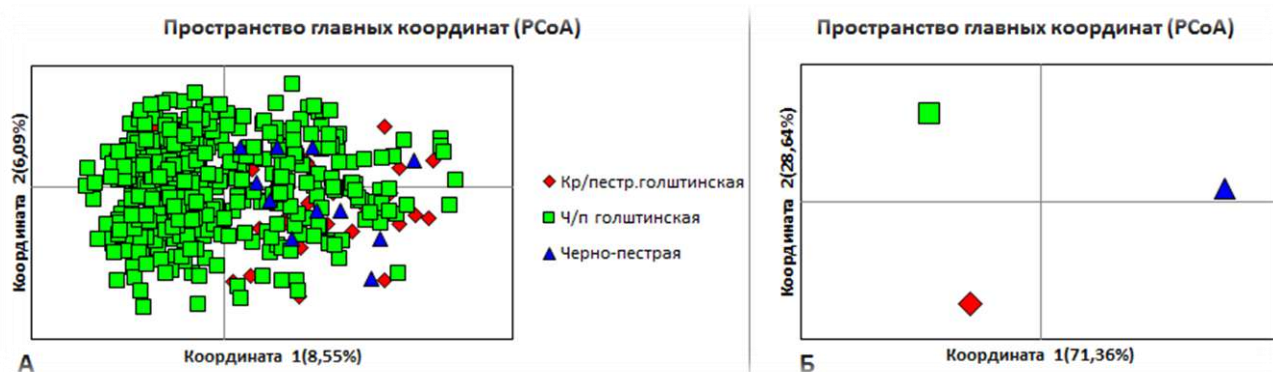 Пространство главных координат (PCoA)
Координата 2(6,09%)
Координата 1(8,55%)
А
Кр/пестр.голштинская
Ч/п голштинская
Черно-пестрая
Пространство главных координат (PCoA)
Координата 2(28,64%)
Координата 1(71,36%)
Б